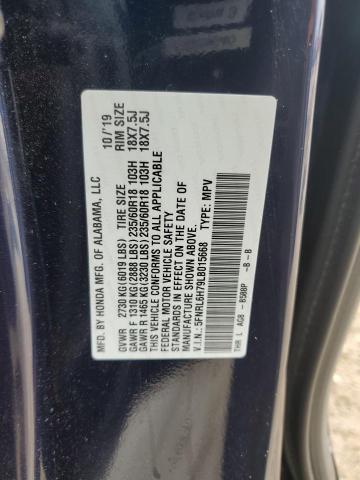 MFD. BY HONDA MFG. OF ALABAMA, LLC 10/'19
GVWR 2730 KG(6019 LBS) TIRE SIZE RIM SIZE
GAWR F 1310 KG(2888 LBS) 235/60R18 103H 18X7.5J
GAWR R 1465 KG(3230 LBS) 235/60R18 103H 18X7.5J
THIS VEHICLE CONFORMS TO ALL APPLICABLE
FEDERAL MOTOR VEHICLE SAFETY
STANDARDS IN EFFECT ON THE DATE OF
MANUFACTURE SHOWN ABOVE.
V.I.N.: 5FNRL6H79LB015668 TYPE: MPV
THR L AGB - B588P -B-B